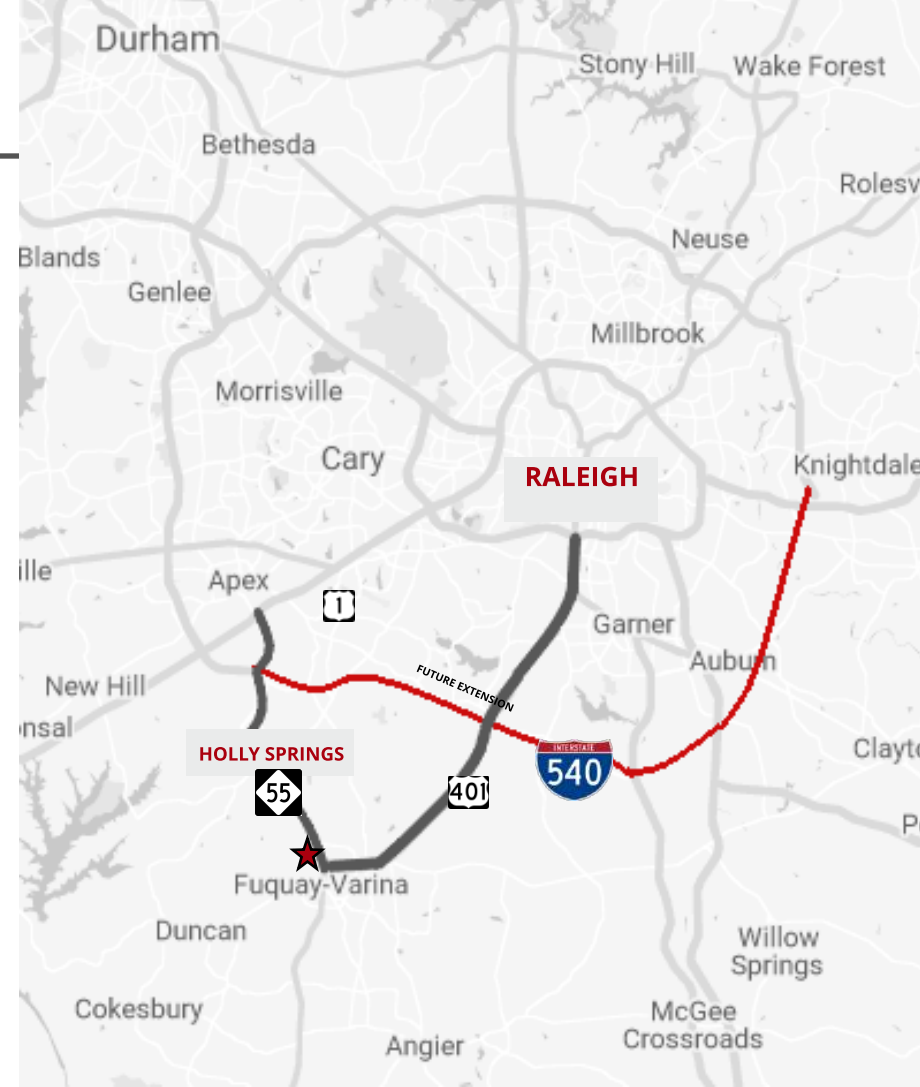 Durham
Stony Hill
Wake Forest
Bethesda
Rolesv
Neuse
Blands
Genlee
Millbrook
Morrisville
Cary
Knightdale
RALEIGH
ille
Apex
1
Garner
Auburn
New Hill
FUTURE EXTENSION
onsal
HOLLY SPRINGS
INTERSTATE
540
Clayto
55
401
P
Fuquay-Varina
Duncan
Willow
Springs
Cokesbury
McGee
Crossroads
Angier